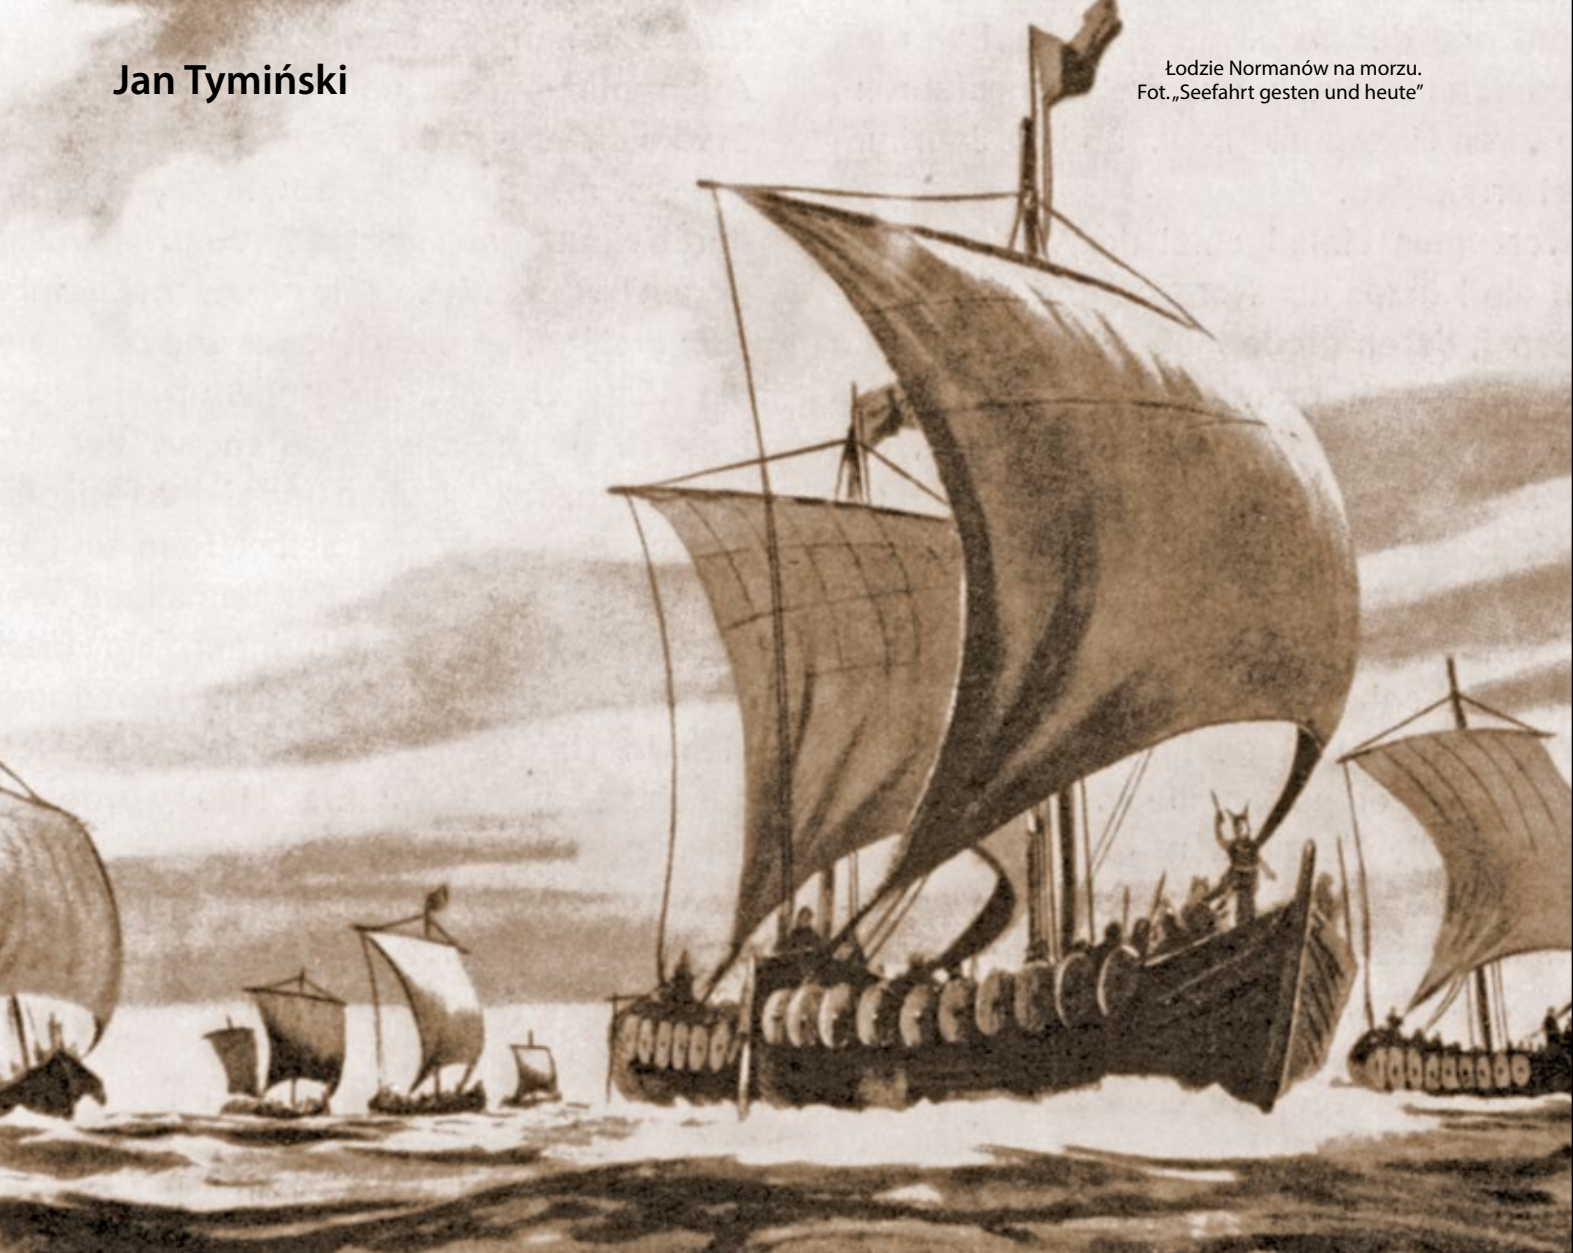 Jan Tymiński
Łodzie Normanów na morzu.
Fot. „Seefahrt gesten und heute”